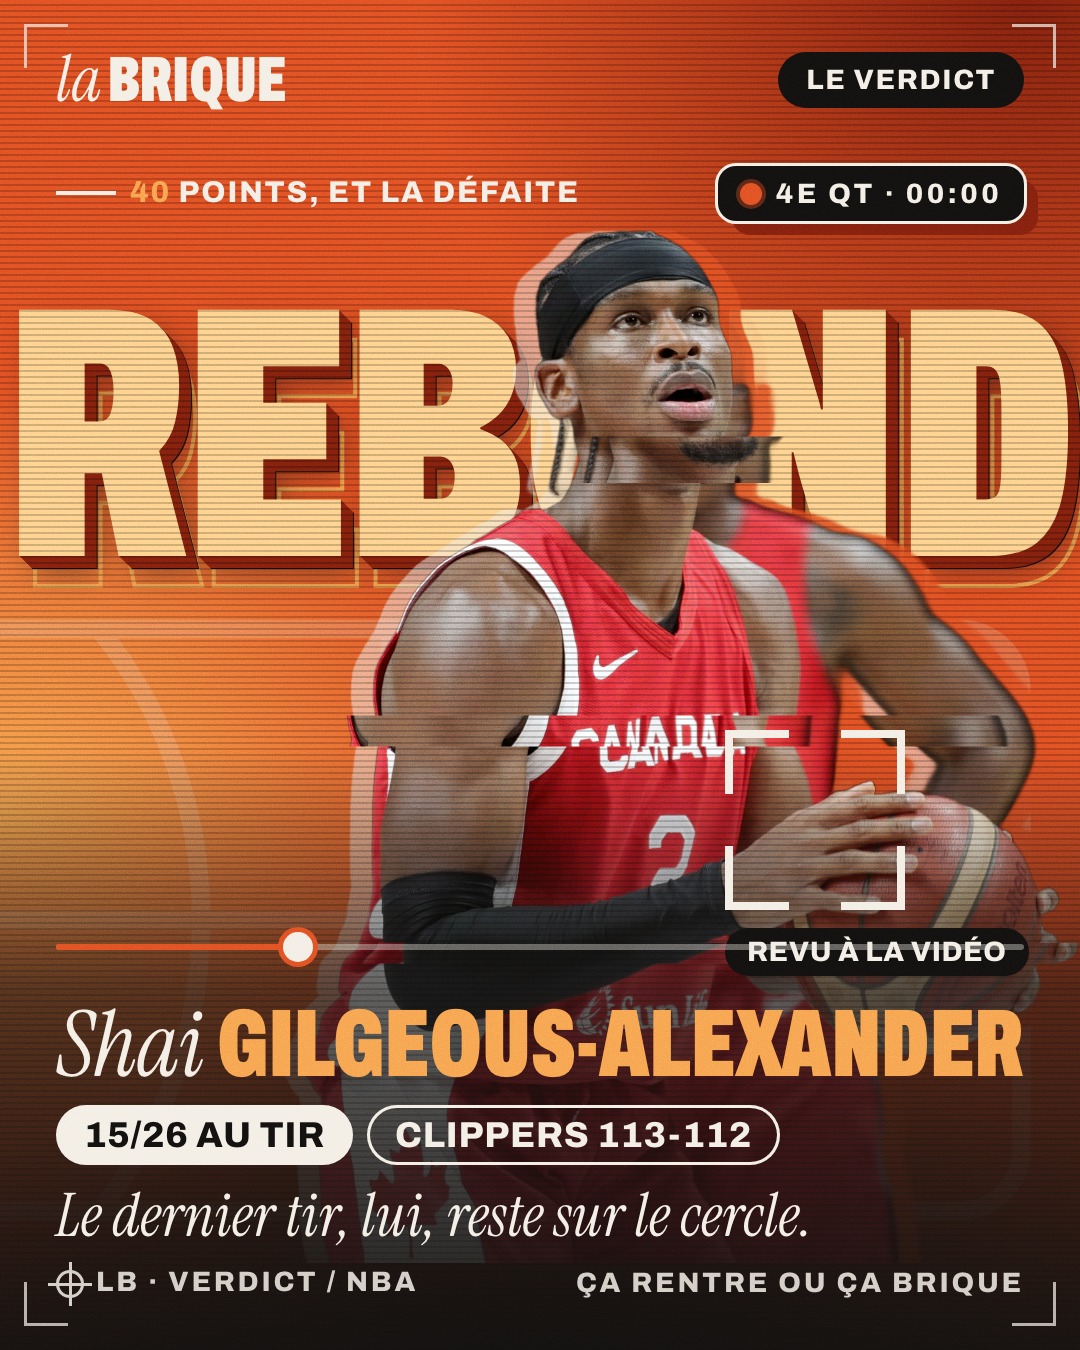 la BRIQUE
LE VERDICT
40 POINTS, ET LA DÉFAITE
4E QT · 00:00
REBOND
CANADA
2
REVU À LA VIDÉO
Sun Life
Shai GILGEOUS-ALEXANDER
15/26 AU TIR
CLIPPERS 113-112
Le dernier tir, lui, reste sur le cercle.
LB · VERDICT / NBA
ÇA RENTRE OU ÇA BRIQUE